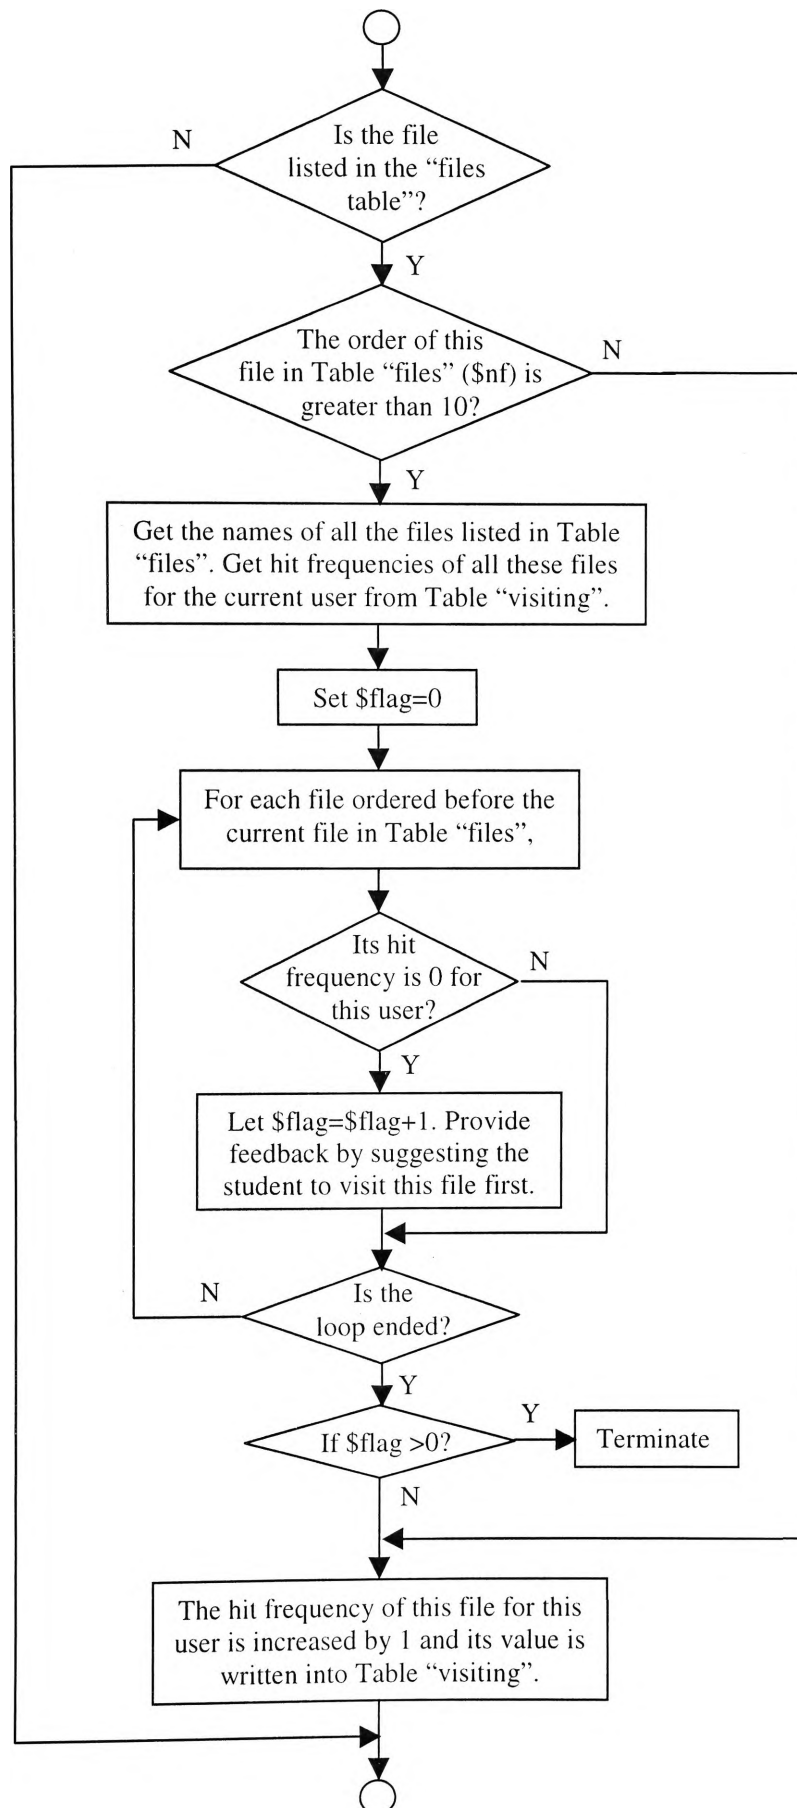 N
Is the file
listed in the “files
table”?
Y
The order of this
file in Table “files” ($nf) is
greater than 10?
N
Y
Get the names of all the files listed in Table
“files”. Get hit frequencies of all these files
for the current user from Table “visiting”.
Set $flag=0
For each file ordered before the
current file in Table “files”,
Its hit
frequency is 0 for
this user?
N
Y
Let $flag=$flag+1. Provide
feedback by suggesting the
student to visit this file first.
N
Is the
loop ended?
Y
If $flag >0?
Y
Terminate
N
The hit frequency of this file for this
user is increased by 1 and its value is
written into Table “visiting”.